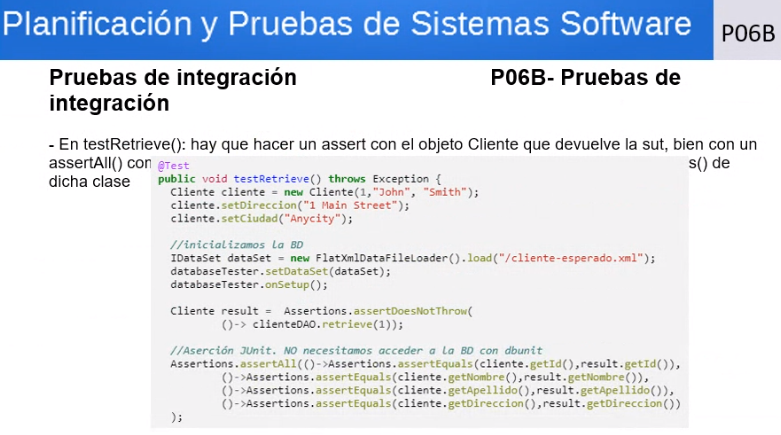 Planificación y Pruebas de Sistemas Software
P06B
Pruebas de integración P06B- Pruebas de
integración
- En testRetrieve(): hay que hacer un assert con el objeto Cliente que devuelve la sut, bien con un
assertAll() con s() de
dicha clase
@Test
public void testRetrieve() throws Exception {
Cliente cliente = new Cliente(1,"John", "Smith");
cliente.setDireccion("1 Main Street");
cliente.setCiudad("Anycity");
//inicializamos la BD
IDataSet dataSet = new FlatXmlDataFileLoader().load("/cliente-esperado.xml");
databaseTester.setDataSet(dataSet);
databaseTester.onSetup();
Cliente result = Assertions.assertDoesNotThrow(
()-> clienteDAO.retrieve(1));
//Aserción JUnit. NO necesitamos acceder a la BD con dbunit
Assertions.assertAll(()->Assertions.assertEquals(cliente.getId(),result.getId()),
()->Assertions.assertEquals(cliente.getNombre(),result.getNombre()),
()->Assertions.assertEquals(cliente.getApellido(),result.getApellido()),
()->Assertions.assertEquals(cliente.getDireccion(),result.getDireccion())
);